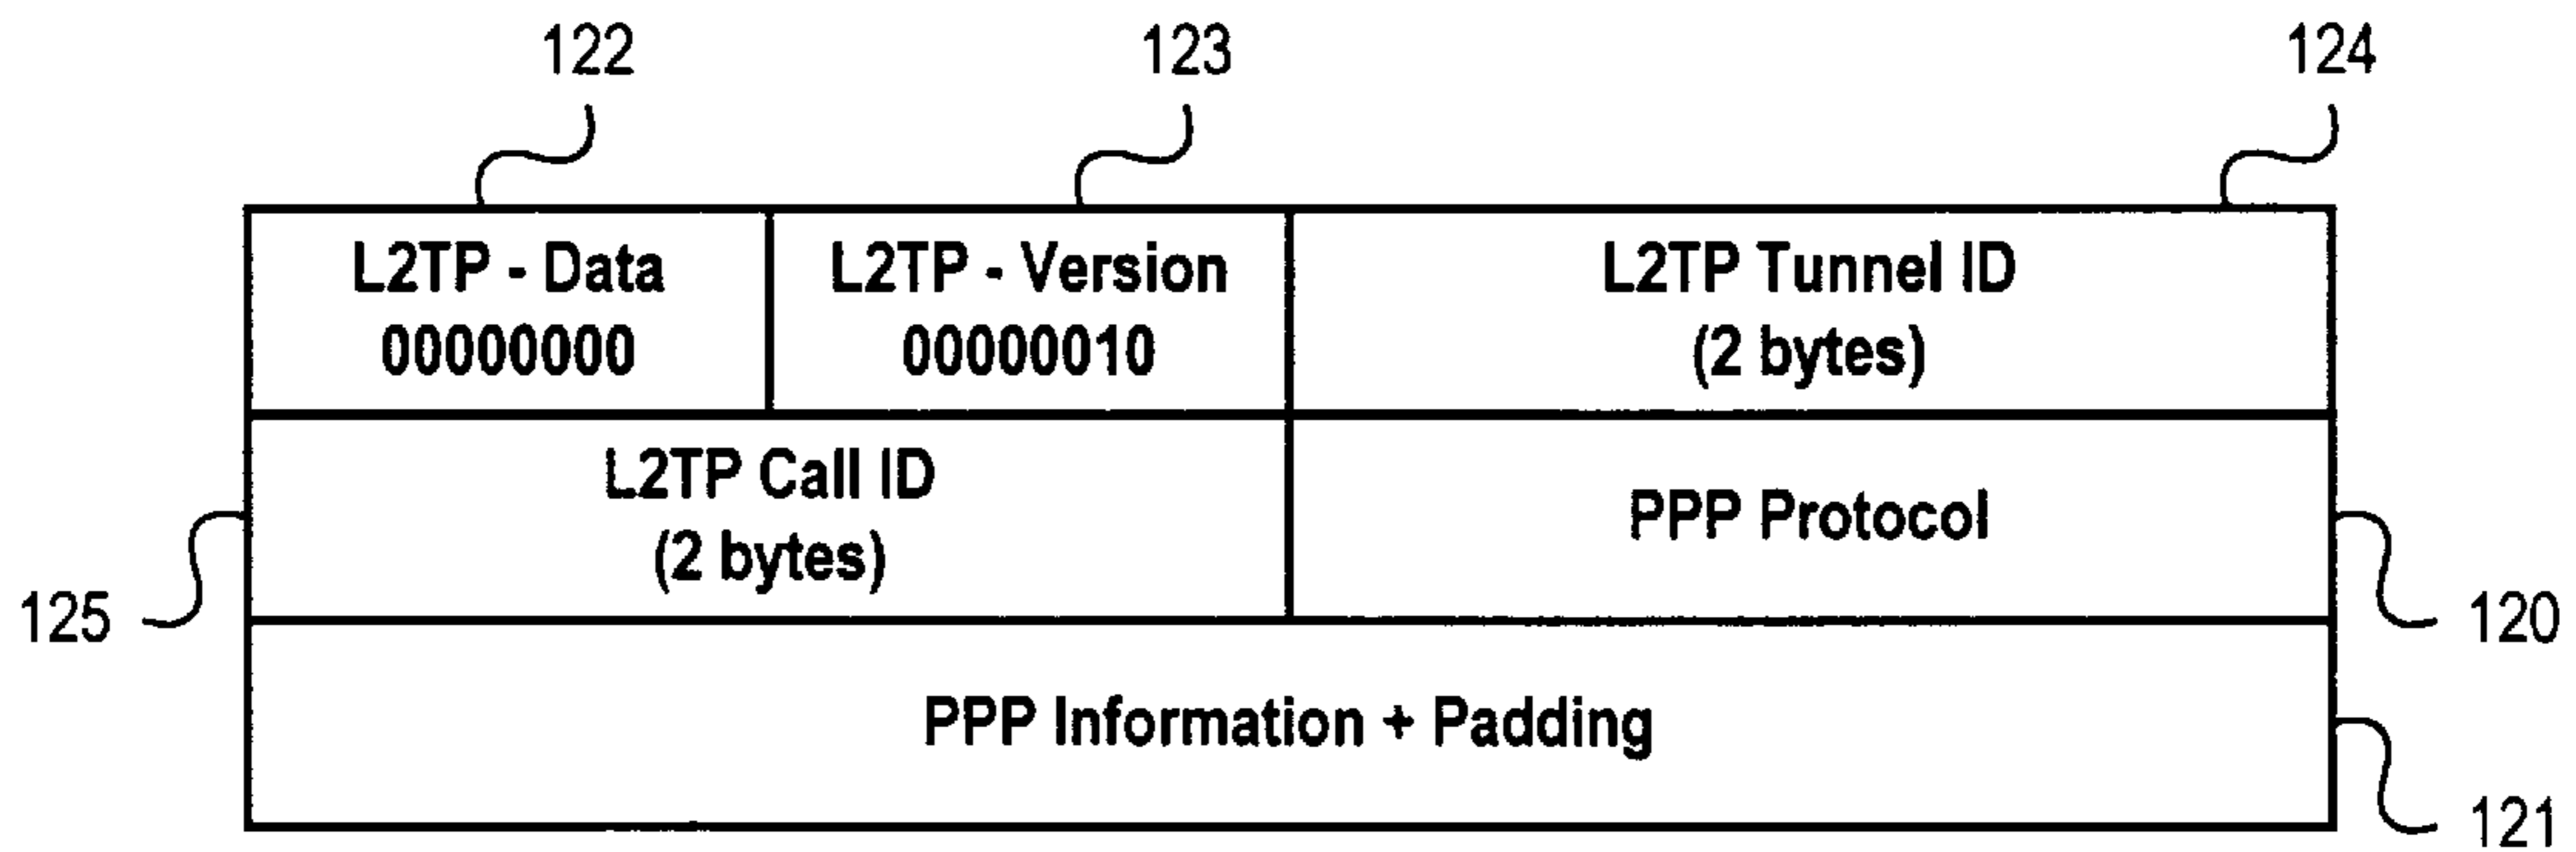 122
123
124
L2TP - Data
00000000
L2TP - Version
00000010
L2TP Tunnel ID
(2 bytes)
L2TP Call ID
(2 bytes)
PPP Protocol
125
120
PPP Information + Padding
121